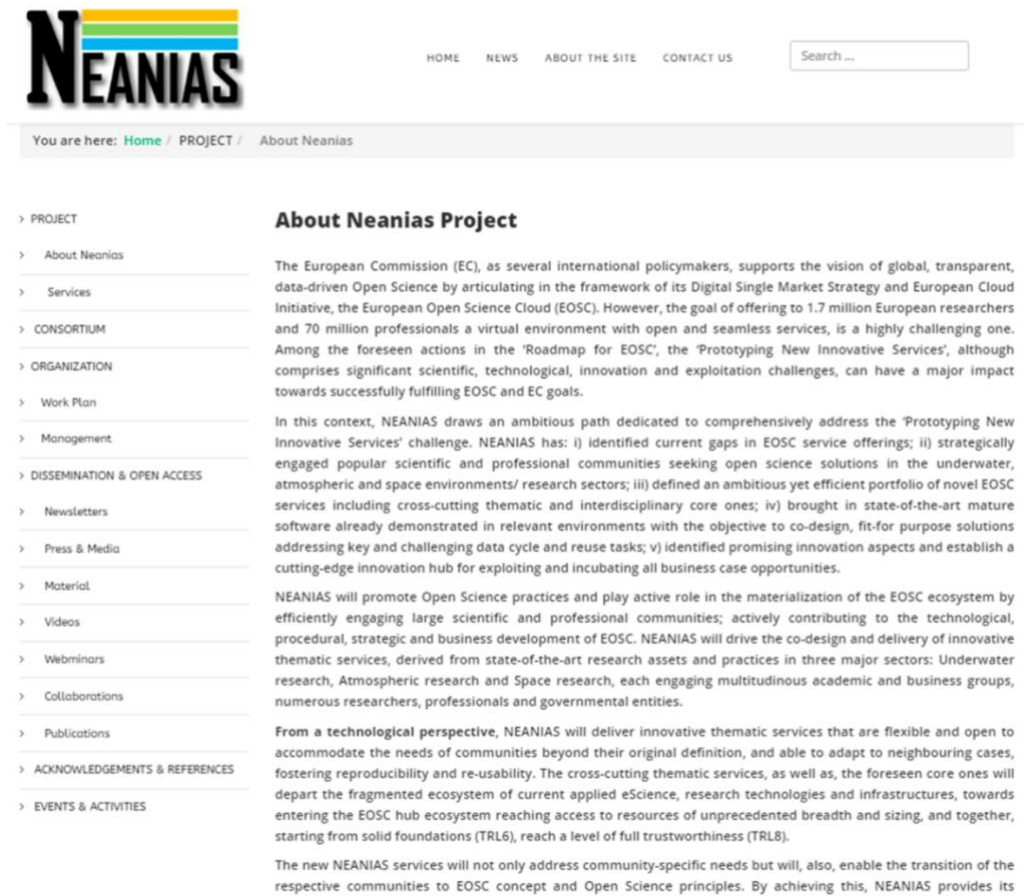 NEANIAS
HOME NEWS ABOUT THE SITE CONTACT US Search ...
You are here: Home / PROJECT / About Neanias
> PROJECT
> About Neanias
> Services
> CONSORTIUM
> ORGANIZATION
> Work Plan
> Management
> DISSEMINATION & OPEN ACCESS
> Newsletters
> Press & Media
> Material
> Videos
> Webminars
> Collaborations
> Publications
> ACKNOWLEDGEMENTS & REFERENCES
> EVENTS & ACTIVITIES
About Neanias Project
The European Commission (EC), as several international policymakers, supports the vision of global, transparent,
data-driven Open Science by articulating in the framework of its Digital Single Market Strategy and European Cloud
Initiative, the European Open Science Cloud (EOSC). However, the goal of offering to 1.7 million European researchers
and 70 million professionals a virtual environment with open and seamless services, is a highly challenging one.
Among the foreseen actions in the ‘Roadmap for EOSC’, the ‘Prototyping New Innovative Services’, although
comprises significant scientific, technological, innovation and exploitation challenges, can have a major impact
towards successfully fulfilling EOSC and EC goals.
In this context, NEANIAS draws an ambitious path dedicated to comprehensively address the ‘Prototyping New
Innovative Services’ challenge. NEANIAS has: i) identified current gaps in EOSC service offerings; ii) strategically
engaged popular scientific and professional communities seeking open science solutions in the underwater,
atmospheric and space environments/ research sectors; iii) defined an ambitious yet efficient portfolio of novel EOSC
services including cross-cutting thematic and interdisciplinary core ones; iv) brought in state-of-the-art mature
software already demonstrated in relevant environments with the objective to co-design, fit-for purpose solutions
addressing key and challenging data cycle and reuse tasks; v) identified promising innovation aspects and establish a
cutting-edge innovation hub for exploiting and incubating all business case opportunities.
NEANIAS will promote Open Science practices and play active role in the materialization of the EOSC ecosystem by
efficiently engaging large scientific and professional communities; actively contributing to the technological,
procedural, strategic and business development of EOSC. NEANIAS will drive the co-design and delivery of innovative
thematic services, derived from state-of-the-art research assets and practices in three major sectors: Underwater
research, Atmospheric research and Space research, each engaging multitudinous academic and business groups,
numerous researchers, professionals and governmental entities.
From a technological perspective, NEANIAS will deliver innovative thematic services that are flexible and open to
accommodate the needs of communities beyond their original definition, and able to adapt to neighbouring cases,
fostering reproducibility and re-usability. The cross-cutting thematic services, as well as, the foreseen core ones will
depart the fragmented ecosystem of current applied eScience, research technologies and infrastructures, towards
entering the EOSC hub ecosystem reaching access to resources of unprecedented breadth and sizing, and together,
starting from solid foundations (TRL6), reach a level of full trustworthiness (TRL8).
The new NEANIAS services will not only address community-specific needs but will, also, enable the transition of the
respective communities to EOSC concept and Open Science principles. By achieving this, NEANIAS provides its